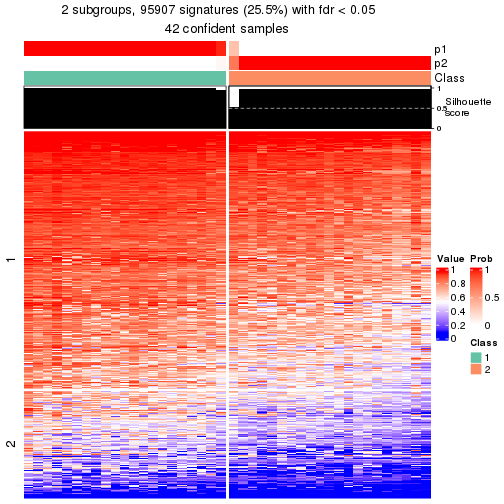 2 subgroups, 95907 signatures (25.5%) with fdr < 0.05
42 confident samples
p1
p2
Class
1
0.5
0
Silhouette
score
1
2
Value
1
0.8
0.6
0.4
0.2
0
Prob
1
0.5
0
Class
1
2